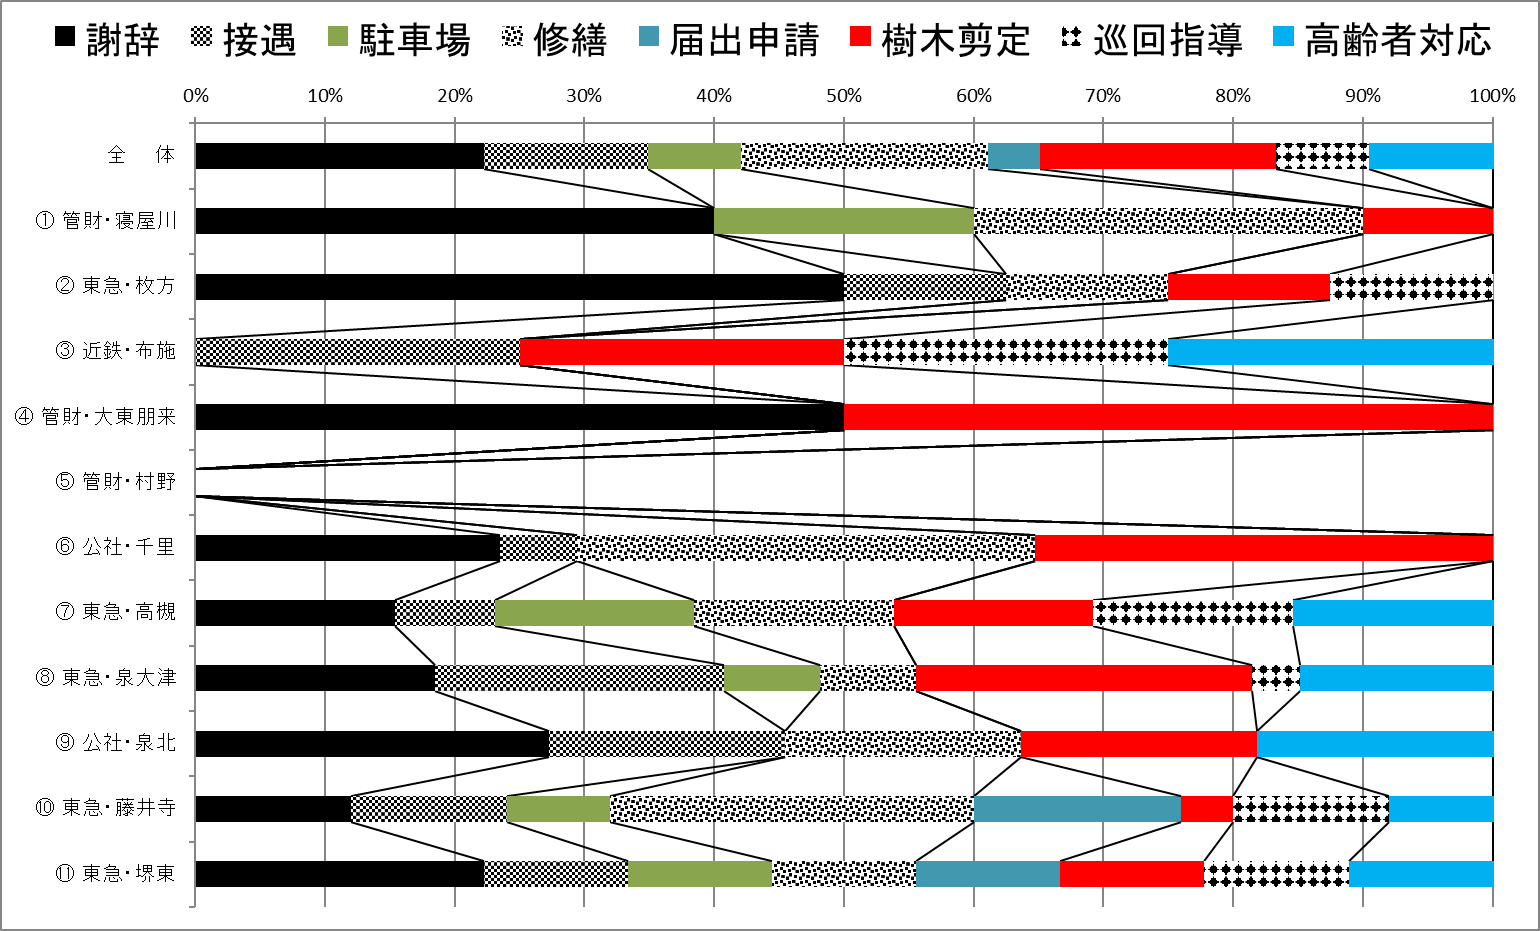 謝辞 接遇 駐車場 修繕 届出申請 樹木剪定 巡回指導 高齢者対応
0% 10% 20% 30% 40% 50% 60% 70% 80% 90% 100%
全　体
① 管財・寝屋川
② 東急・枚方
③ 近鉄・布施
④ 管財・大東朋来
⑤ 管財・村野
⑥ 公社・千里
⑦ 東急・高槻
⑧ 東急・泉大津
⑨ 公社・泉北
⑩ 東急・藤井寺
⑪ 東急・堺東